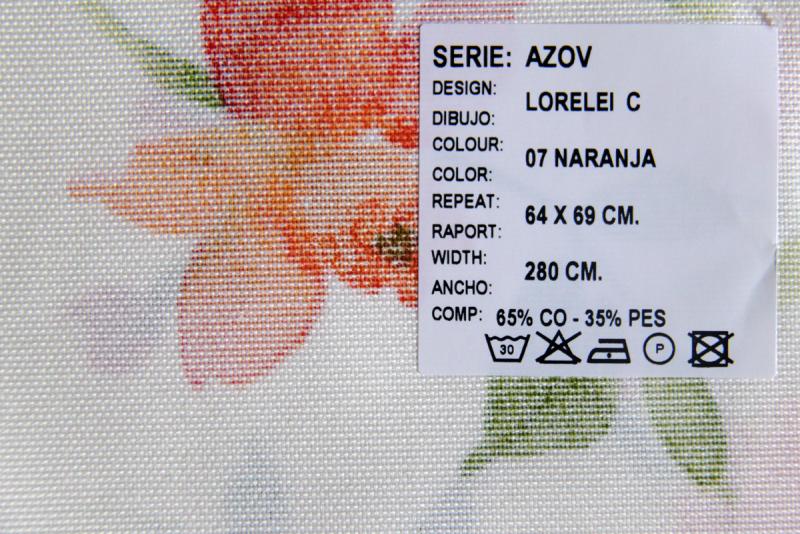 SERIE: AZOV
DESIGN:
DIBUJO: LORELEI C
COLOUR:
COLOR: 07 NARANJA
REPEAT:
RAPORT: 64 X 69 CM.
WIDTH:
ANCHO: 280 CM.
COMP: 65% CO - 35% PES
30 P